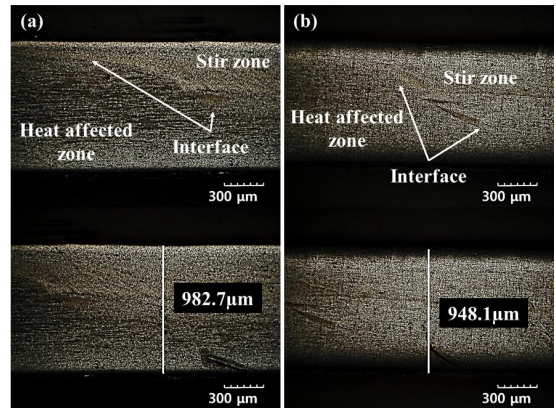 (a)
Stir zone
Heat affected
zone
Interface
300 μm
982.7μm
300 μm
(b)
Stir zone
Heat affected
zone
Interface
300 μm
948.1μm
300 μm